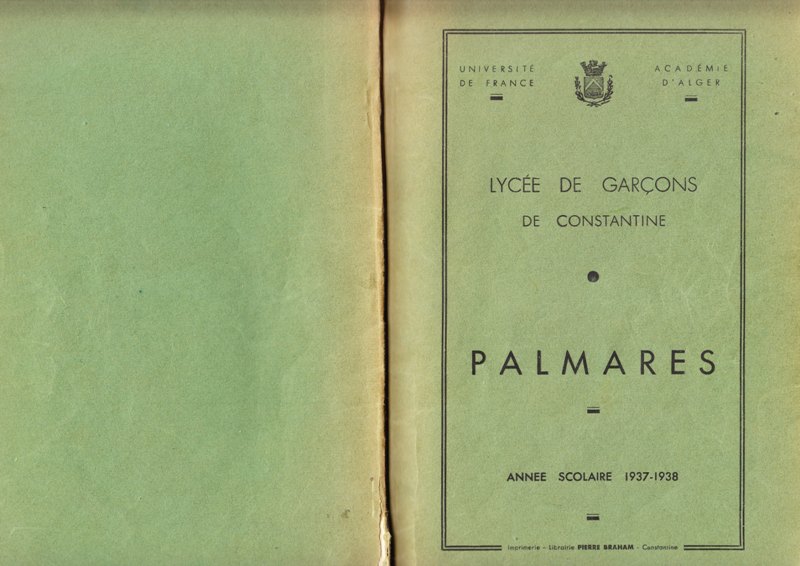 UNIVERSITÉ
DE FRANCE
ACADÉMIE
D'ALGER
LYCÉE DE GARÇONS
DE CONSTANTINE
PALMARES
ANNEE SCOLAIRE 1937-1938
Imprimerie - Librairie PIERRE BRAHAM - Constantine